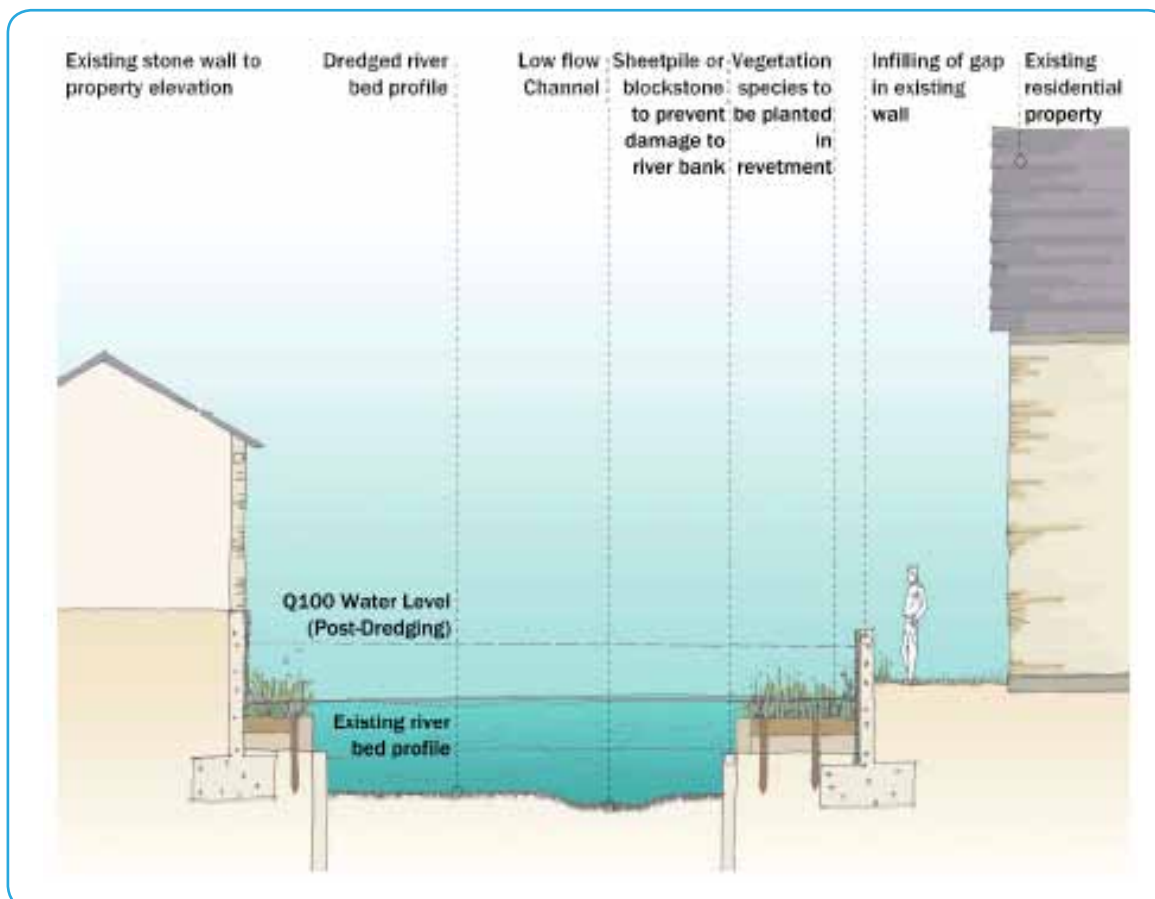 Existing stone wall to
property elevation
Dredged river
bed profile
Low flow
Channel
Sheetpile or
blockstone
to prevent
damage to
river bank
Vegetation
species to
be planted
in
revetment
Infilling of gap
in existing
wall
Existing
residential
property
Q100 Water Level
(Post-Dredging)
Existing river
bed profile